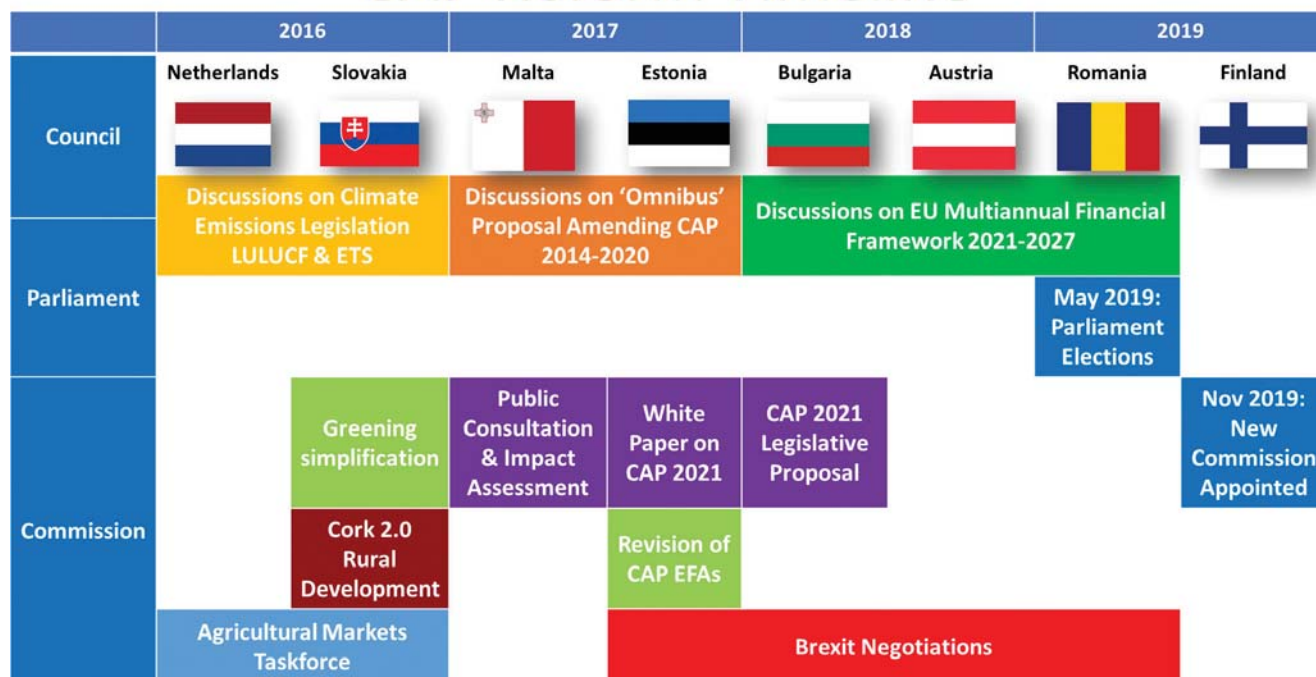 2016
2017
2018
2019
Council
Netherlands
Slovakia
Malta
Estonia
Bulgaria
Austria
Romania
Finland
Discussions on Climate
Emissions Legislation
LULUCF & ETS
Discussions on ‘Omnibus’
Proposal Amending CAP
2014-2020
Discussions on EU Multiannual Financial
Framework 2021-2027
Parliament
May 2019:
Parliament
Elections
Commission
Greening
simplification
Public
Consultation
& Impact
Assessment
White
Paper on
CAP 2021
CAP 2021
Legislative
Proposal
Nov 2019:
New
Commission
Appointed
Cork 2.0
Rural
Development
Revision of
CAP EFAs
Agricultural Markets
Taskforce
Brexit Negotiations